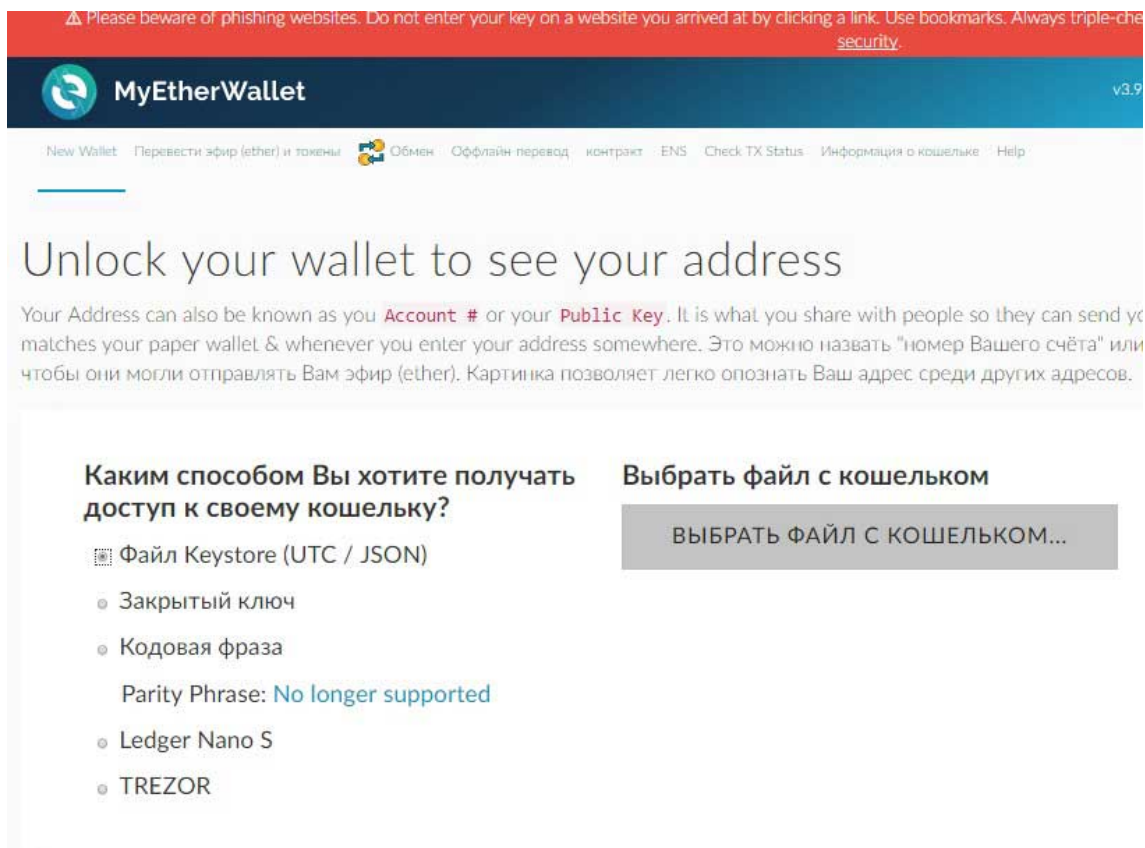 ⚠ Please beware of phishing websites. Do not enter your key on a website you arrived at by clicking a link. Use bookmarks. Always triple-che
security.
MyEtherWallet
v3.9
New Wallet Перевести эфир (ether) и токены Обмен Оффлайн-перевод контракт ENS Check TX Status Информация о кошельке Help
Unlock your wallet to see your address
Your Address can also be known as you Account # or your Public Key. It is what you share with people so they can send yo
matches your paper wallet & whenever you enter your address somewhere. Это можно назвать "номер Вашего счёта" или
чтобы они могли отправлять Вам эфир (ether). Картинка позволяет легко опознать Ваш адрес среди других адресов.
Каким способом Вы хотите получать
доступ к своему кошельку?
Файл Keystore (UTC / JSON)
Закрытый ключ
Кодовая фраза
Parity Phrase: No longer supported
Ledger Nano S
TREZOR
Выбрать файл с кошельком
ВЫБРАТЬ ФАЙЛ С КОШЕЛЬКОМ...